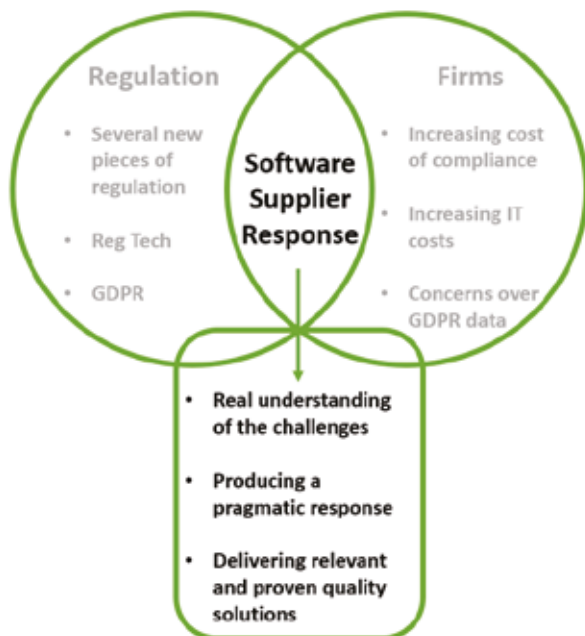 Regulation
• Several new
pieces of
regulation
• Reg Tech
• GDPR
Software
Supplier
Response
Firms
• Increasing cost
of compliance
• Increasing IT
costs
• Concerns over
GDPR data
• Real understanding
of the challenges
• Producing a
pragmatic response
• Delivering relevant
and proven quality
solutions